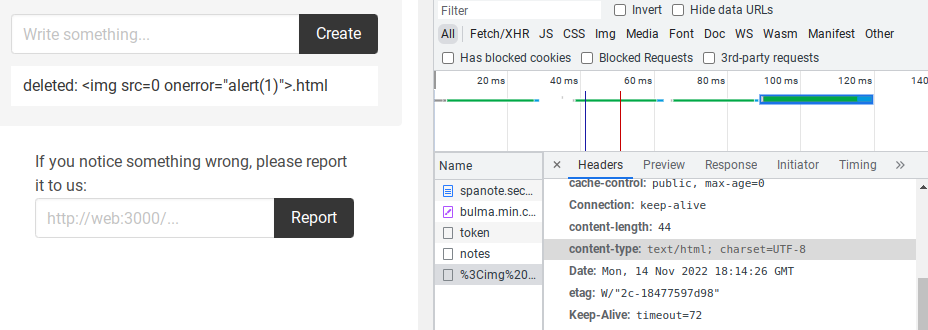 Write something...
Create
deleted: <img src=0 onerror="alert(1)">.html
If you notice something wrong, please report
it to us:
http://web:3000/...
Report
Filter
Invert
Hide data URLs
All
Fetch/XHR JS CSS Img Media Font Doc WS Wasm Manifest Other
Has blocked cookies
Blocked Requests
3rd-party requests
20 ms 40 ms 60 ms 80 ms 100 ms 120 ms 140
Name
spanote.sec...
bulma.min.c...
token
notes
%3Cimg%20...
× Headers Preview Response Initiator Timing »
cache-control: public, max-age=0
Connection: keep-alive
content-length: 44
content-type: text/html; charset=UTF-8
Date: Mon, 14 Nov 2022 18:14:26 GMT
etag: W/"2c-18477597d98"
Keep-Alive: timeout=72